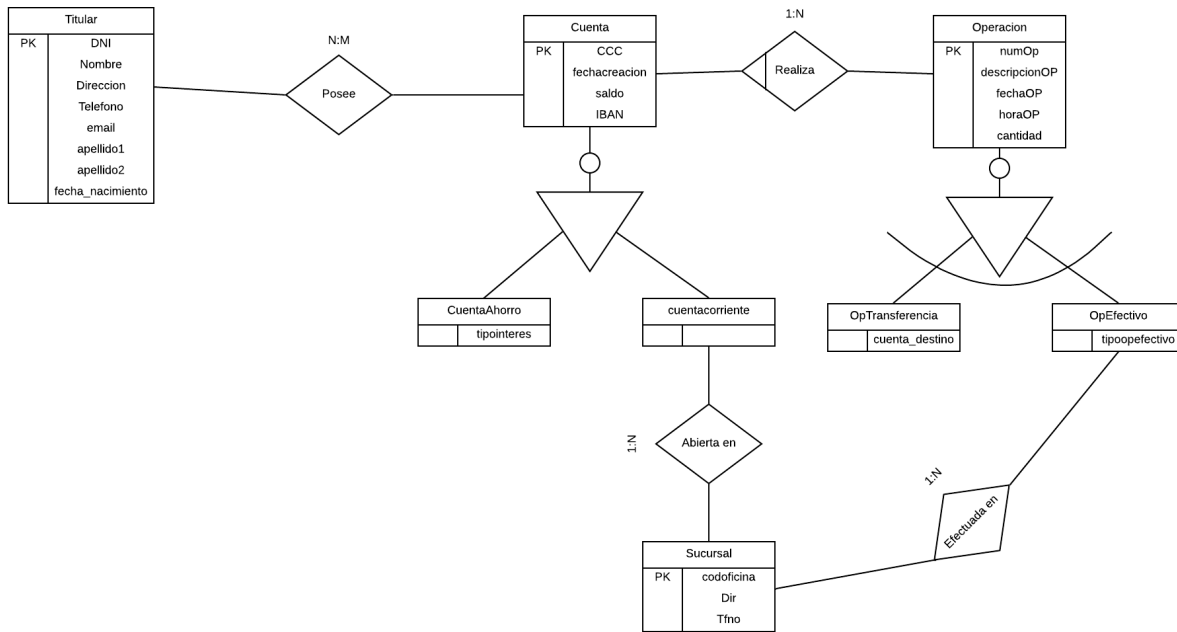 Titular
PK
DNI
Nombre
Direccion
Telefono
email
apellido1
apellido2
fecha_nacimiento
N:M
Posee
Cuenta
PK
CCC
fechacreacion
saldo
IBAN
1:N
Realiza
Operacion
PK
numOp
descripcionOP
fechaOP
horaOP
cantidad
CuentaAhorro
tipointeres
cuentacorriente
OpTransferencia
cuenta_destino
OpEfectivo
tipoopefectivo
1:N
Abierta en
1:N
Efectuada en
Sucursal
PK
codoficina
Dir
Tfno